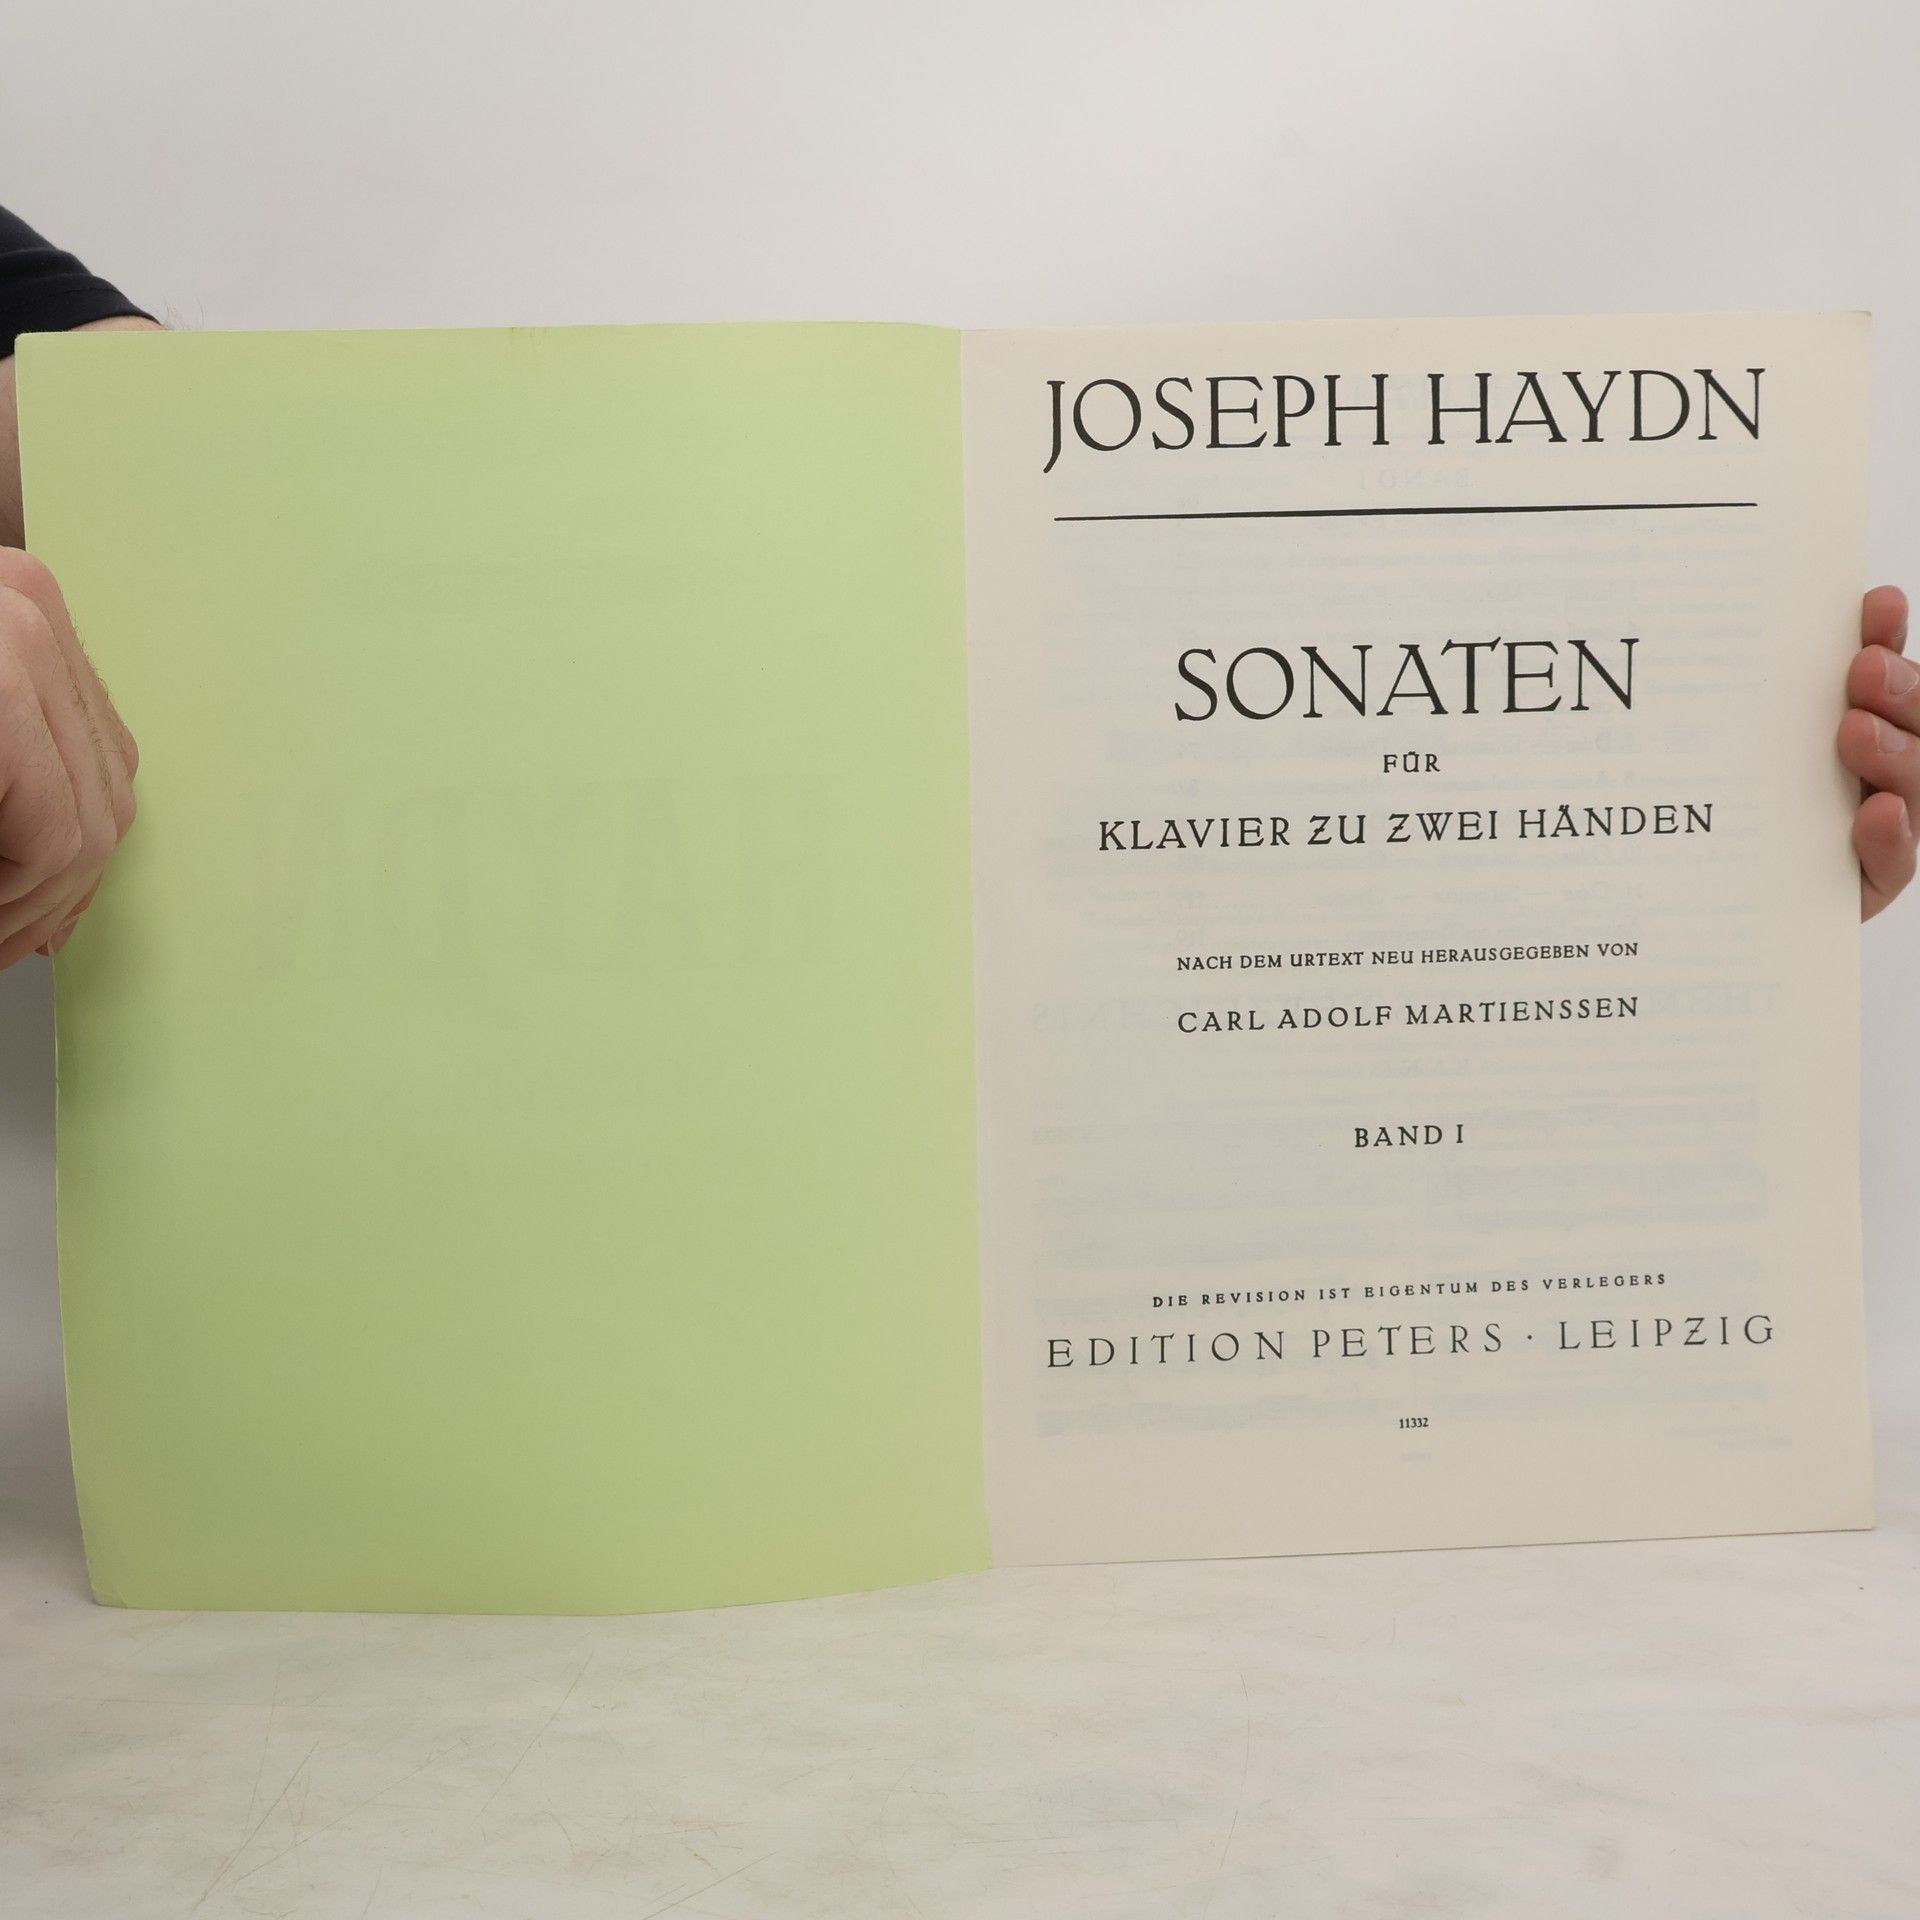 JOSEPH HAYDN
SONATEN
FÜR
KLAVIER ZU ZWEI HÄNDEN
NACH DEM URTEXT NEU HERAUSGEGEBEN VON
CARL ADOLF MARTIENSSEN
BAND I
DIE REVISION IST EIGENTUM DES VERLEGERS
EDITION PETERS · LEIPZIG
11332